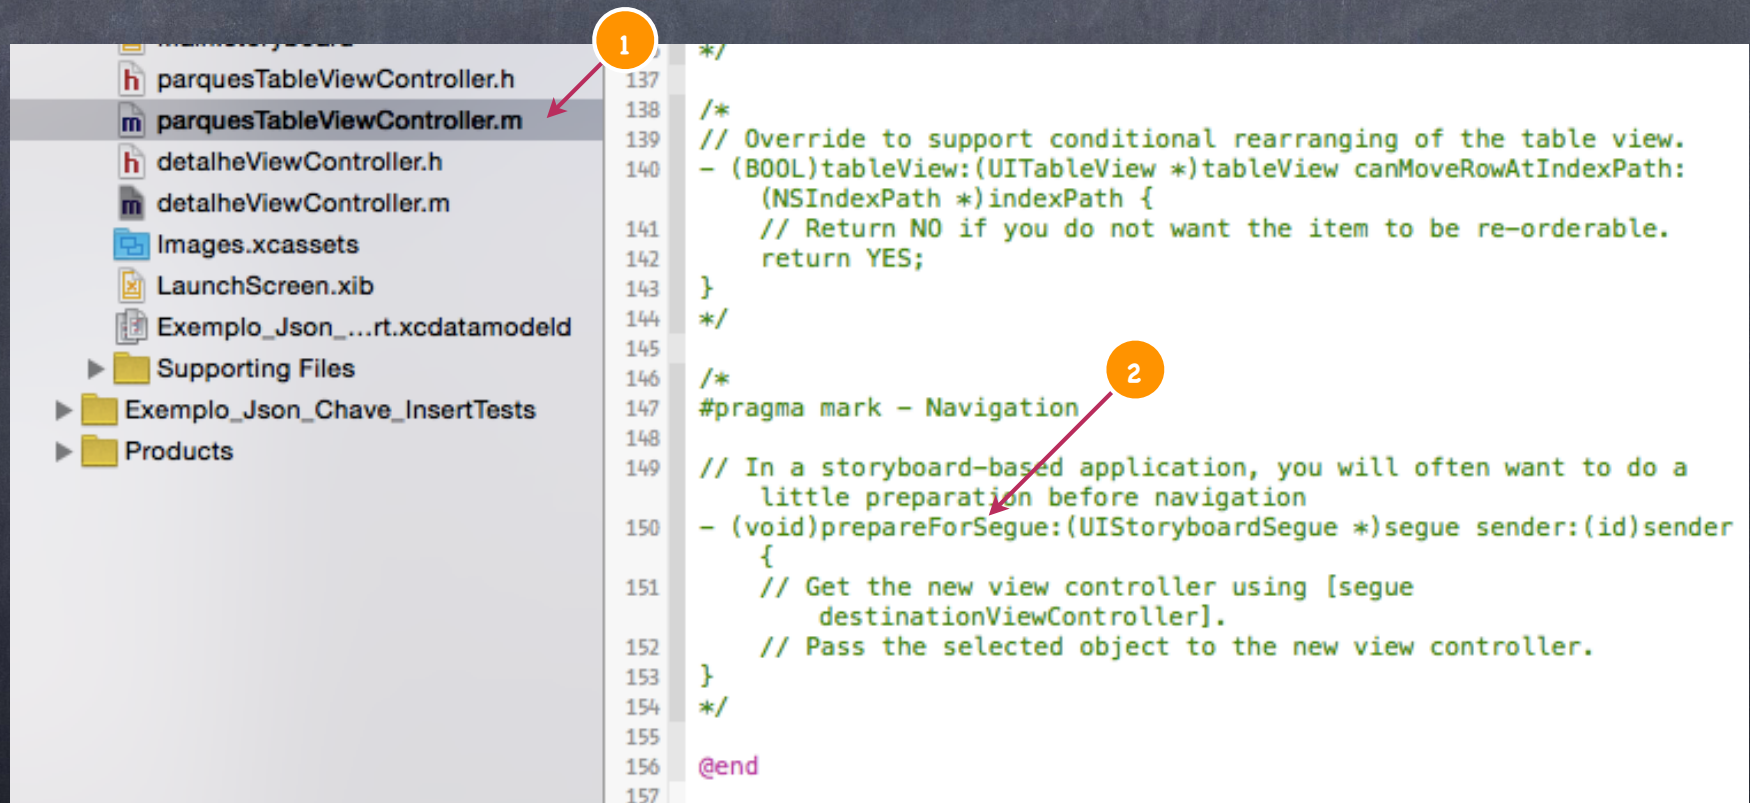 1
parquesTableViewController.h
parquesTableViewController.m
detalheViewController.h
detalheViewController.m
Images.xcassets
LaunchScreen.xib
Exemplo_Json_...rt.xcdatamodeld
Supporting Files
Exemplo_Json_Chave_InsertTests
Products
*/
137
138 /*
139 // Override to support conditional rearranging of the table view.
140 - (BOOL)tableView:(UITableView *)tableView canMoveRowAtIndexPath:
(NSIndexPath *)indexPath {
141 // Return NO if you do not want the item to be re-orderable.
142 return YES;
143 }
144 */
145
2
146 /*
147 #pragma mark - Navigation
148
149 // In a storyboard-based application, you will often want to do a
little preparation before navigation
150 - (void)prepareForSegue:(UIStoryboardSegue *)segue sender:(id)sender
{
151 // Get the new view controller using [segue
destinationViewController].
152 // Pass the selected object to the new view controller.
153 }
154 */
155
156 @end
157